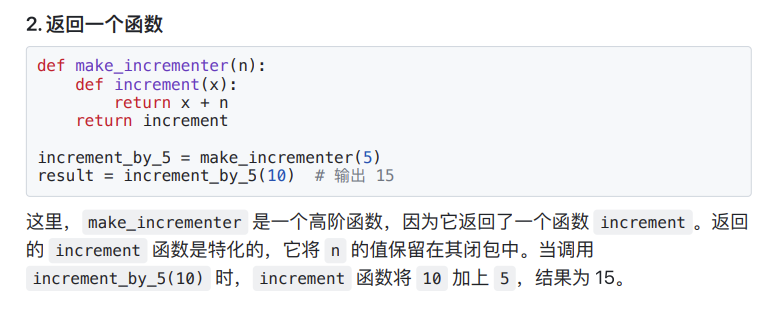 2. 返回一个函数
def make_incrementer(n):
    def increment(x):
        return x + n
    return increment

increment_by_5 = make_incrementer(5)
result = increment_by_5(10)  # 输出 15
这里， make_incrementer 是一个高阶函数，因为它返回了一个函数 increment 。返回
的 increment 函数是特化的，它将 n 的值保留在其闭包中。当调用
increment_by_5(10) 时， increment 函数将 10 加上 5 ，结果为 15。